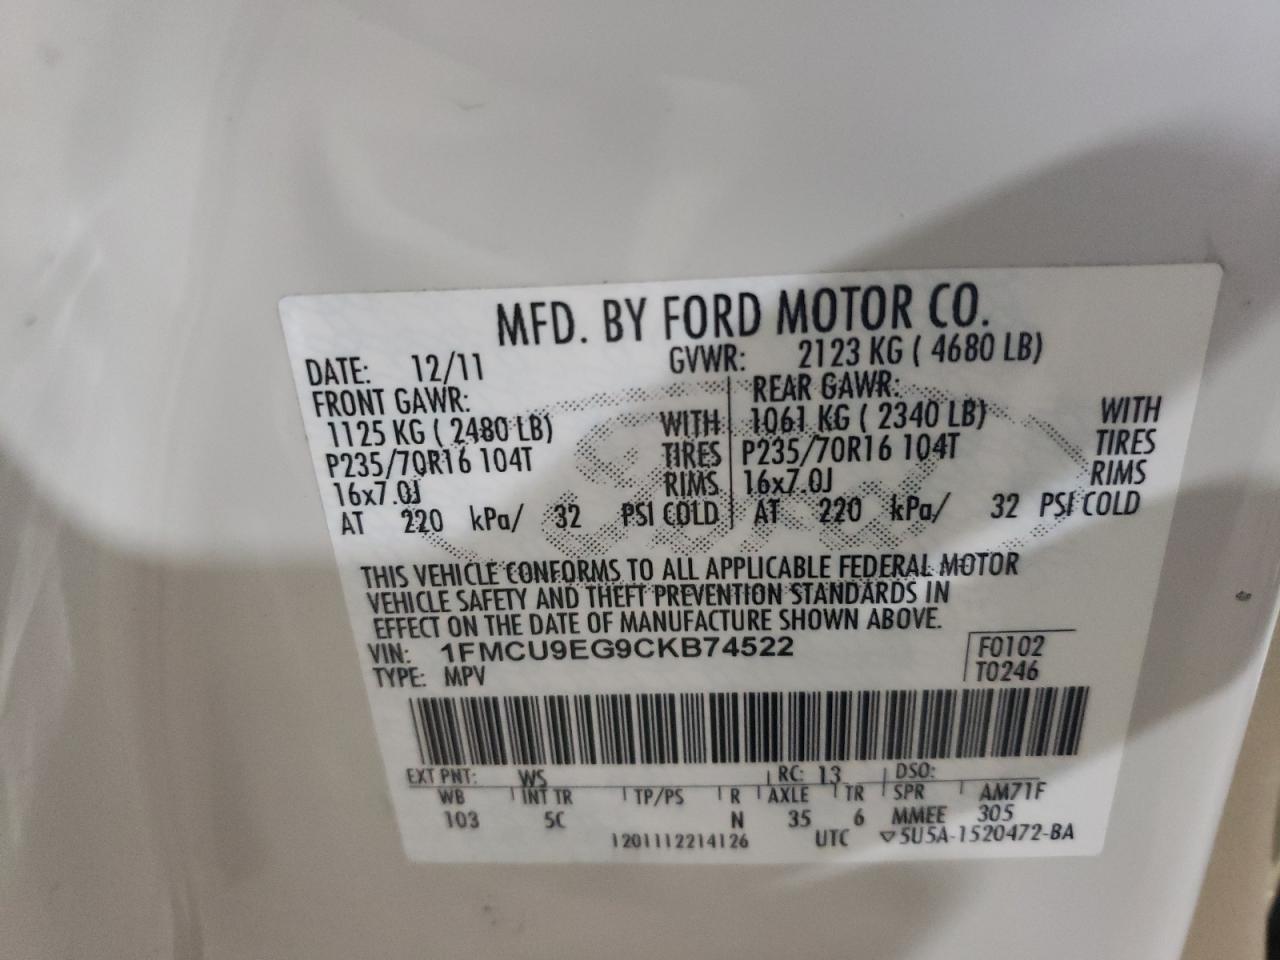 MFD. BY FORD MOTOR CO.
DATE: 12/11 GVWR: 2123 KG ( 4680 LB)
FRONT GAWR: REAR GAWR:
1125 KG ( 2480 LB) WITH 1061 KG ( 2340 LB) WITH
P235/70R16 104T TIRES P235/70R16 104T TIRES
16x7.0J RIMS 16x7.0J RIMS
AT 220 kPa/ 32 PSI COLD AT 220 kPa/ 32 PSI COLD
Ford
THIS VEHICLE CONFORMS TO ALL APPLICABLE FEDERAL MOTOR
VEHICLE SAFETY AND THEFT PREVENTION STANDARDS IN
EFFECT ON THE DATE OF MANUFACTURE SHOWN ABOVE.
VIN: 1FMCU9EG9CKB74522 F0102
TYPE: MPV T0246
EXT PNT: WS RC: 13 DSO:
WB INT TR TP/PS R AXLE TR SPR AM71F
103 5C N 35 6 MMEE 305
1201112214126 UTC ▽5U5A-1520472-BA